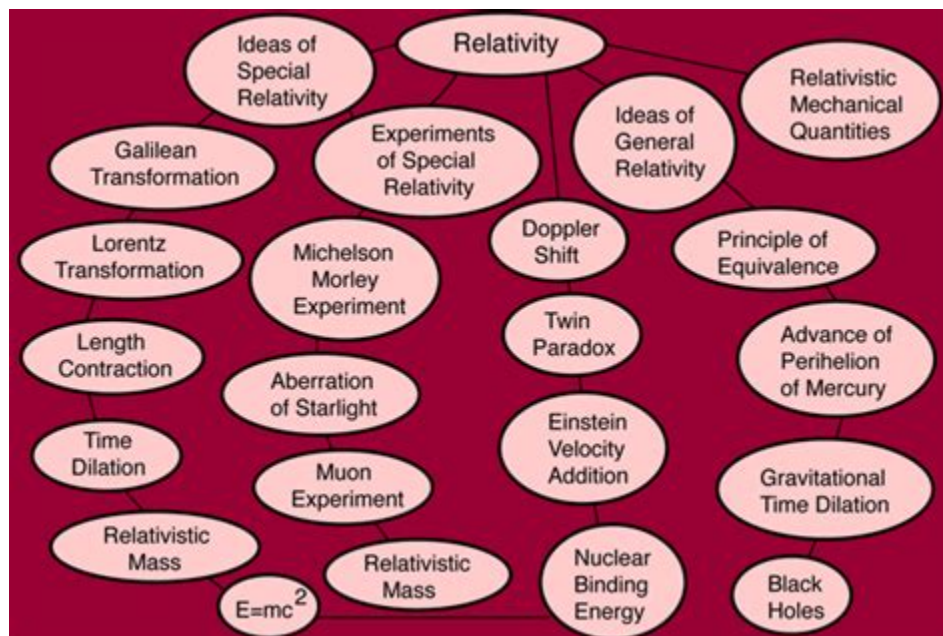 Relativity
Ideas of
Special
Relativity
Experiments
of Special
Relativity
Ideas of
General
Relativity
Relativistic
Mechanical
Quantities
Galilean
Transformation
Lorentz
Transformation
Length
Contraction
Time
Dilation
Relativistic
Mass
E=mc²
Michelson
Morley
Experiment
Aberration
of Starlight
Muon
Experiment
Relativistic
Mass
Doppler
Shift
Twin
Paradox
Einstein
Velocity
Addition
Nuclear
Binding
Energy
Principle of
Equivalence
Advance of
Perihelion
of Mercury
Gravitational
Time Dilation
Black
Holes